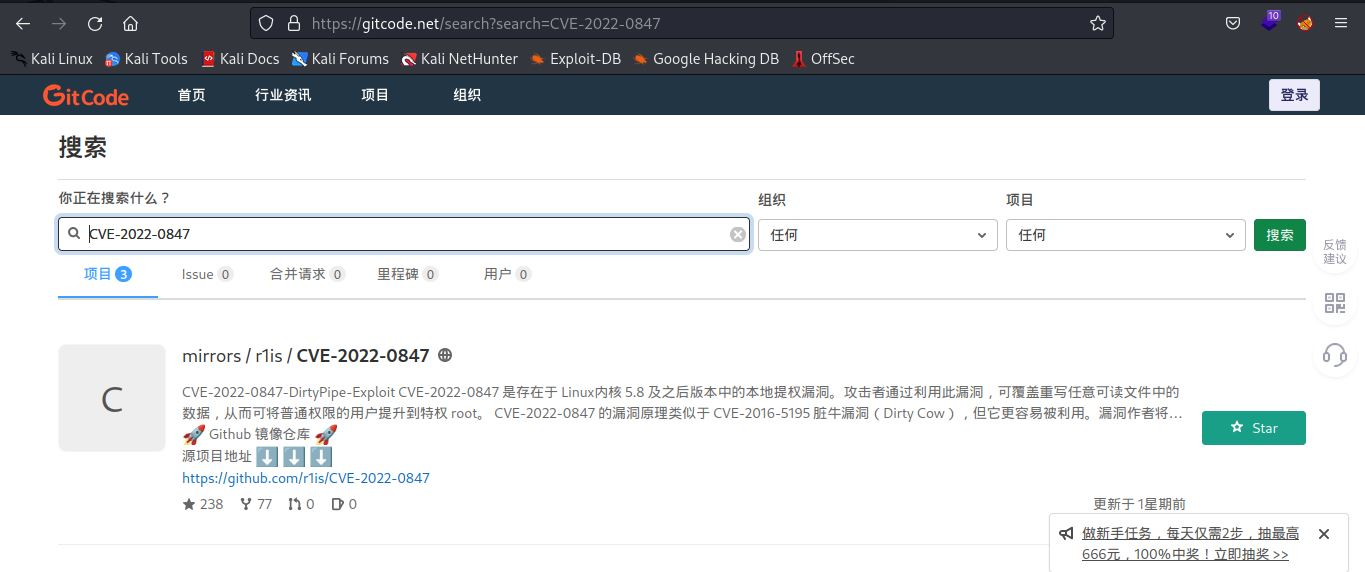 https://gitcode.net/search?search=CVE-2022-0847
10
Kali Linux Kali Tools Kali Docs Kali Forums Kali NetHunter Exploit-DB Google Hacking DB OffSec
GitCode 首页 行业资讯 项目 组织 登录
搜索
你正在搜索什么？ 组织 项目
CVE-2022-0847 任何 任何 搜索
反馈
建议
项目 3 Issue 0 合并请求 0 里程碑 0 用户 0
C
mirrors / r1is / CVE-2022-0847
CVE-2022-0847-DirtyPipe-Exploit CVE-2022-0847 是存在于 Linux内核 5.8 及之后版本中的本地提权漏洞。攻击者通过利用此漏洞，可覆盖重写任意可读文件中的
数据，从而可将普通权限的用户提升到特权 root。 CVE-2022-0847 的漏洞原理类似于 CVE-2016-5195 脏牛漏洞（Dirty Cow），但它更容易被利用。漏洞作者将…
🚀 Github 镜像仓库 🚀
源项目地址 ⬇️ ⬇️ ⬇️
https://github.com/r1is/CVE-2022-0847
Star
238 77 0 0
更新于 1星期前
做新手任务，每天仅需2步，抽最高
666元，100%中奖！立即抽奖 >>